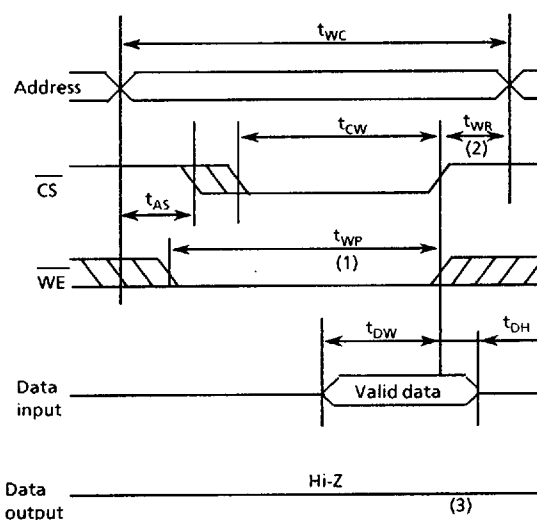 tWC
Address
tCW
tWR
(2)
CS
tAS
tWP
(1)
WE
tDW
tDH
Data
input
Valid data
Hi-Z
Data
output
(3)